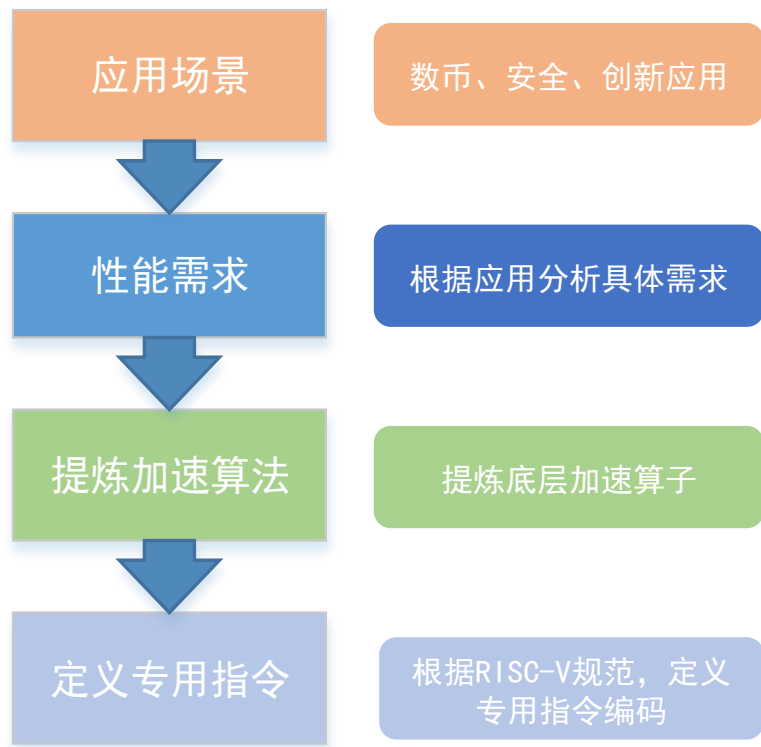 应用场景
数币、安全、创新应用
性能需求
根据应用分析具体需求
提炼加速算法
提炼底层加速算子
定义专用指令
根据RISC-V规范，定义
专用指令编码